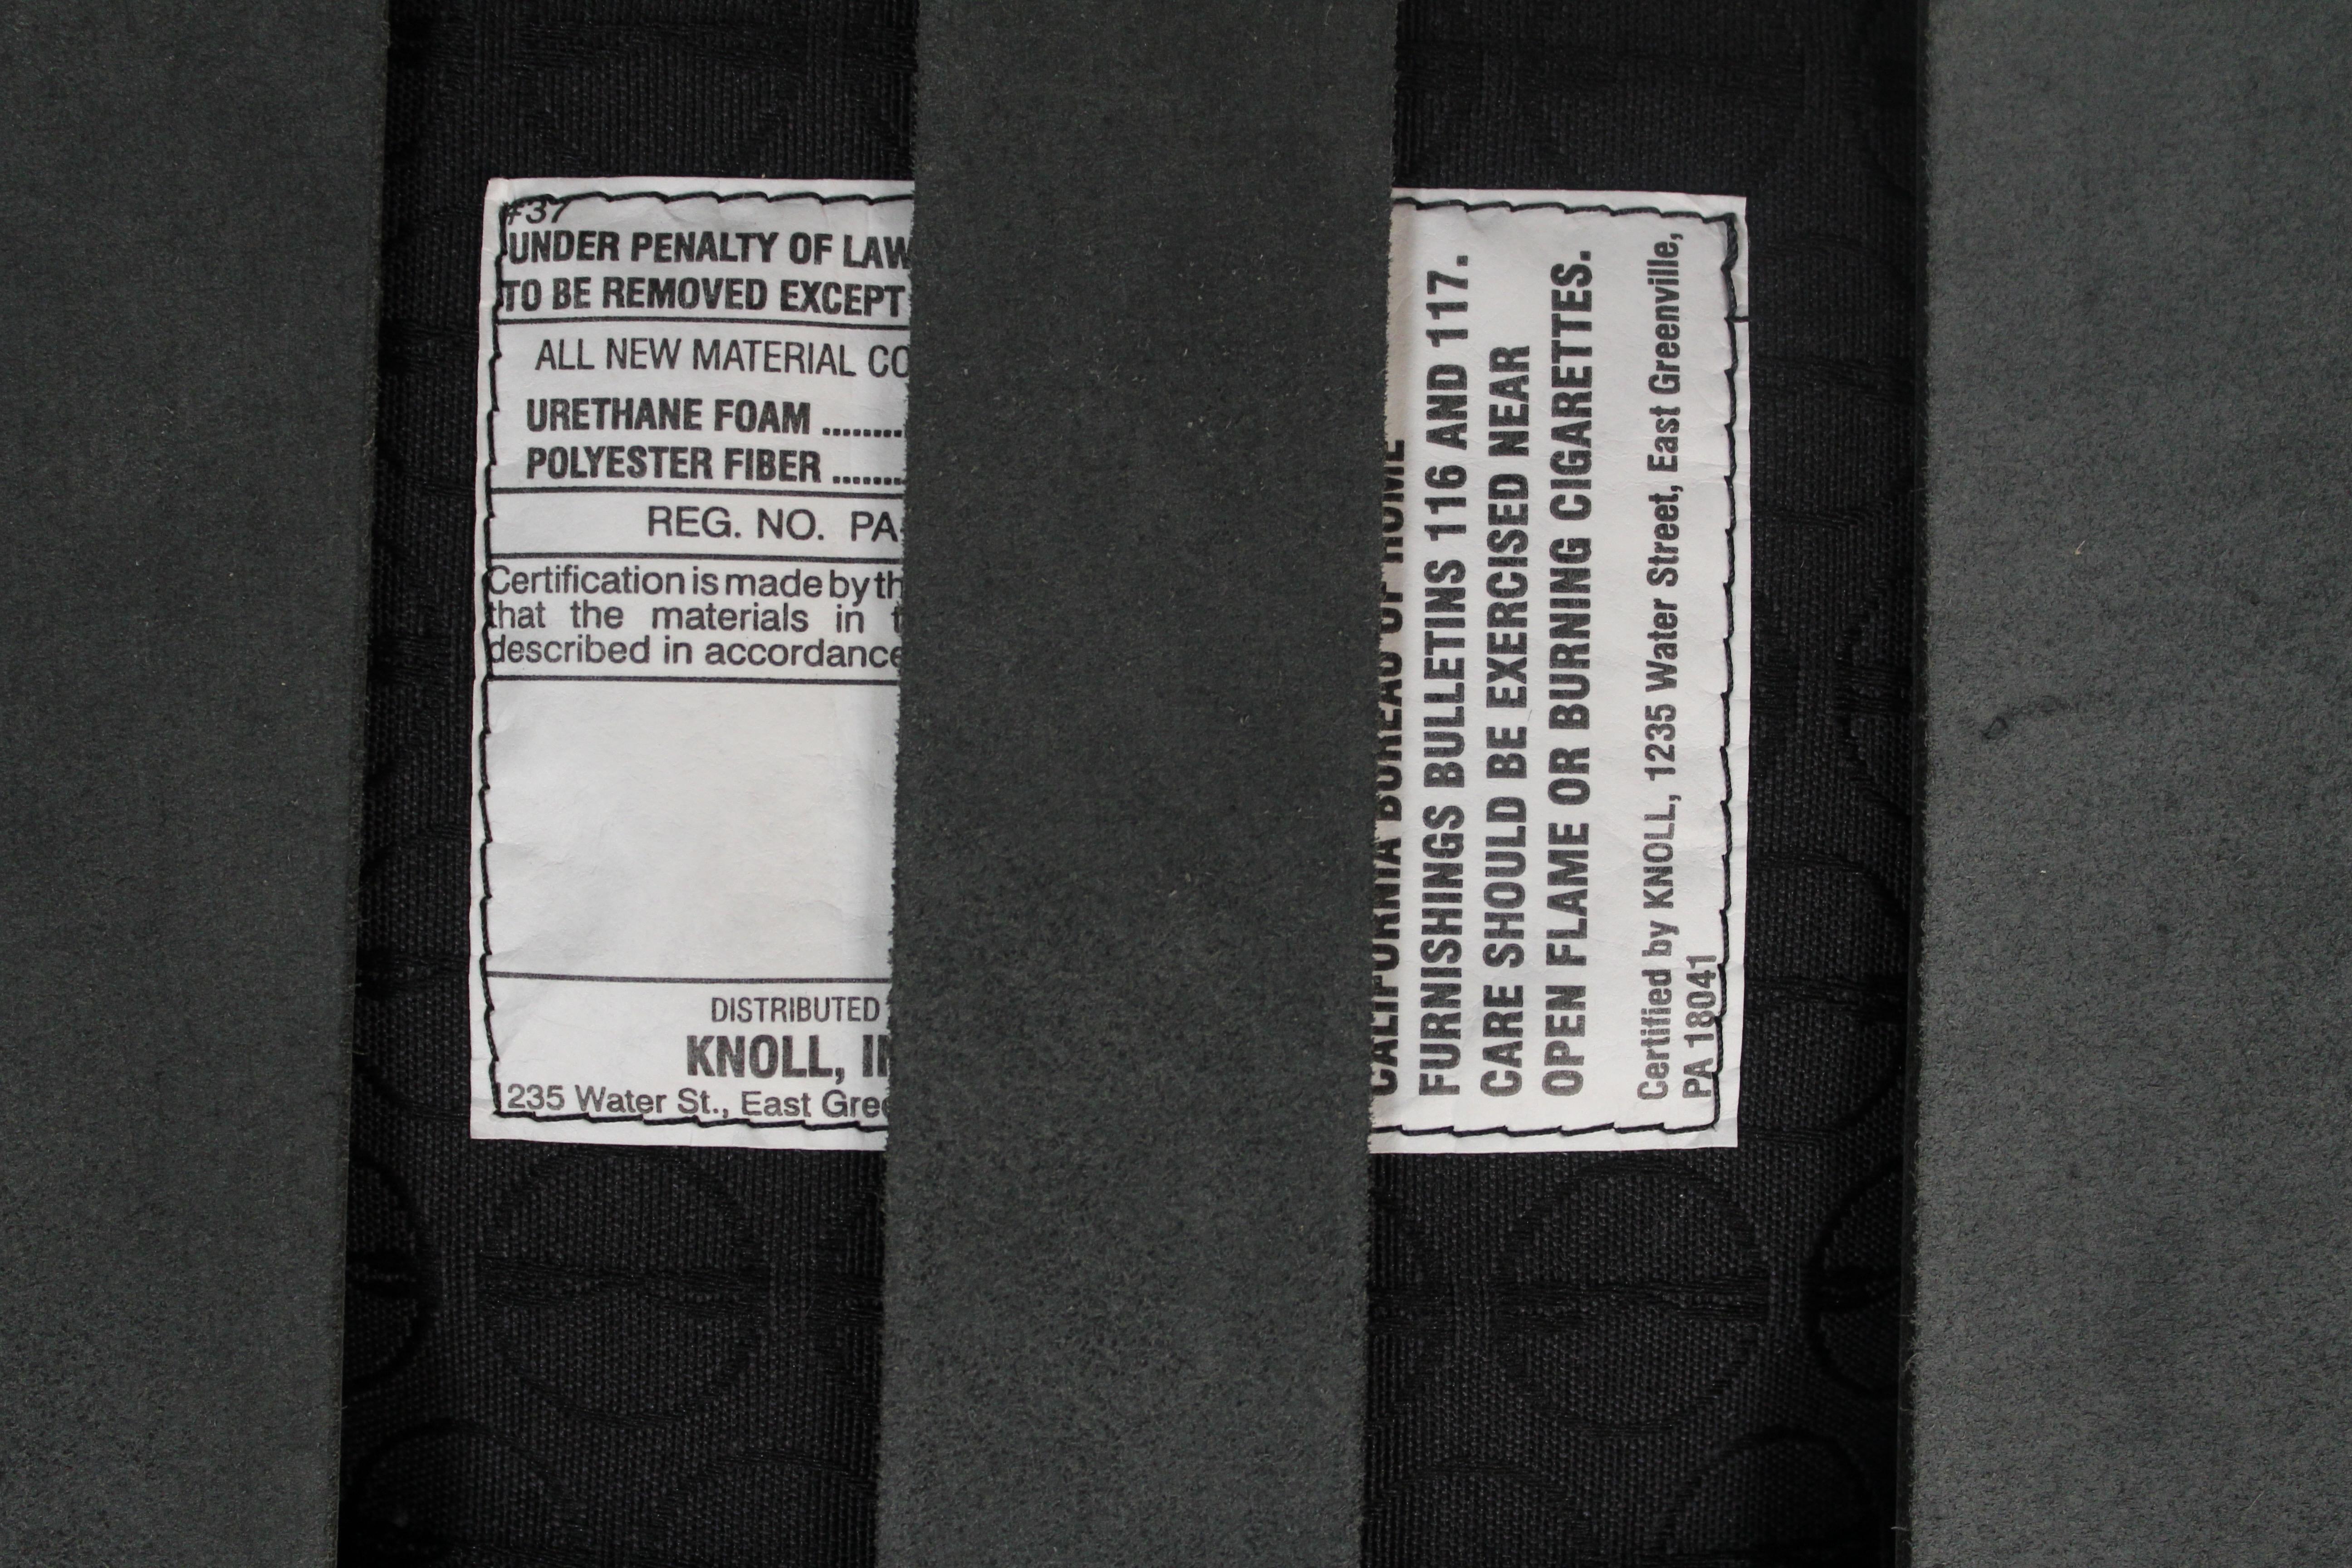 #37
UNDER PENALTY OF LAW
TO BE REMOVED EXCEPT
ALL NEW MATERIAL CO
URETHANE FOAM ........
POLYESTER FIBER .......
REG. NO. PA-
Certification is made by th
that the materials in t
described in accordance
DISTRIBUTED
KNOLL, IN
1235 Water St., East Gree
CALIFORNIA BUREAU OF HOME
FURNISHINGS BULLETINS 116 AND 117.
CARE SHOULD BE EXERCISED NEAR
OPEN FLAME OR BURNING CIGARETTES.
Certified by KNOLL, 1235 Water Street, East Greenville,
PA 18041